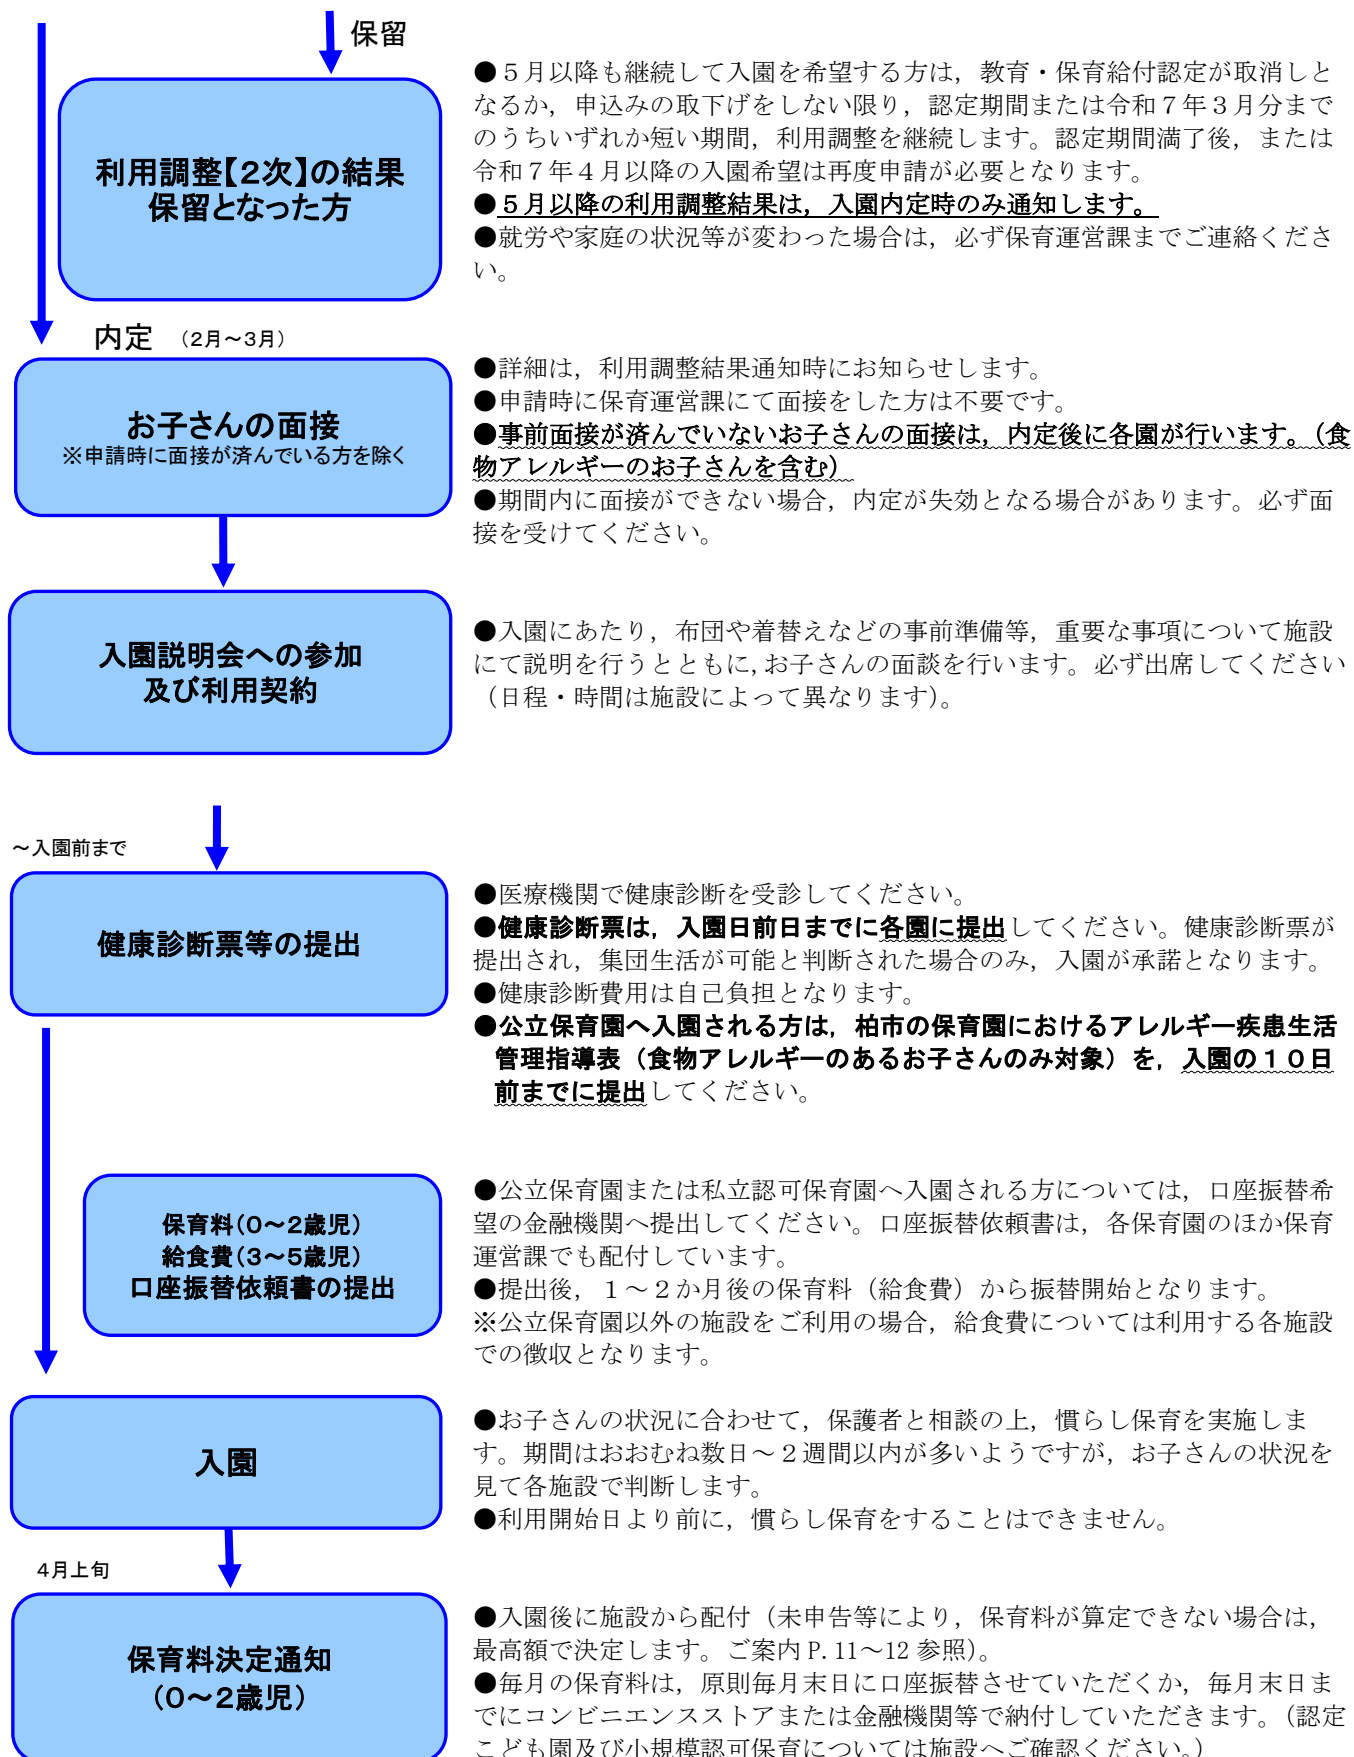 保留
利用調整【2次】の結果
保留となった方
●５月以降も継続して入園を希望する方は，教育・保育給付認定が取消しと
なるか，申込みの取下げをしない限り，認定期間または令和７年３月分まで
のうちいずれか短い期間，利用調整を継続します。認定期間満了後，または
令和７年４月以降の入園希望は再度申請が必要となります。
●５月以降の利用調整結果は，入園内定時のみ通知します。
●就労や家庭の状況等が変わった場合は，必ず保育運営課までご連絡くださ
い。
内定 （2月～3月）
お子さんの面接
※申請時に面接が済んでいる方を除く
●詳細は，利用調整結果通知時にお知らせします。
●申請時に保育運営課にて面接をした方は不要です。
●事前面接が済んでいないお子さんの面接は，内定後に各園が行います。（食
物アレルギーのお子さんを含む）
●期間内に面接ができない場合，内定が失効となる場合があります。必ず面
接を受けてください。
入園説明会への参加
及び利用契約
●入園にあたり，布団や着替えなどの事前準備等，重要な事項について施設
にて説明を行うとともに,お子さんの面談を行います。必ず出席してください
（日程・時間は施設によって異なります）。
～入園前まで
健康診断票等の提出
●医療機関で健康診断を受診してください。
●健康診断票は，入園日前日までに各園に提出してください。健康診断票が
提出され，集団生活が可能と判断された場合のみ，入園が承諾となります。
●健康診断費用は自己負担となります。
●公立保育園へ入園される方は，柏市の保育園におけるアレルギー疾患生活
管理指導表（食物アレルギーのあるお子さんのみ対象）を，入園の１０日
前までに提出してください。
保育料（0～2歳児）
給食費（3～5歳児）
口座振替依頼書の提出
●公立保育園または私立認可保育園へ入園される方については，口座振替希
望の金融機関へ提出してください。口座振替依頼書は，各保育園のほか保育
運営課でも配付しています。
●提出後，１～２か月後の保育料（給食費）から振替開始となります。
※公立保育園以外の施設をご利用の場合，給食費については利用する各施設
での徴収となります。
入園
●お子さんの状況に合わせて，保護者と相談の上，慣らし保育を実施しま
す。期間はおおむね数日～２週間以内が多いようですが，お子さんの状況を
見て各施設で判断します。
●利用開始日より前に，慣らし保育をすることはできません。
4月上旬
保育料決定通知
（0～2歳児）
●入園後に施設から配付（未申告等により，保育料が算定できない場合は，
最高額で決定します。ご案内 P.11～12 参照）。
●毎月の保育料は，原則毎月末日に口座振替させていただくか，毎月末日ま
でにコンビニエンスストアまたは金融機関等で納付していただきます。（認定
こども園及び小規模認可保育については施設へご確認ください。）